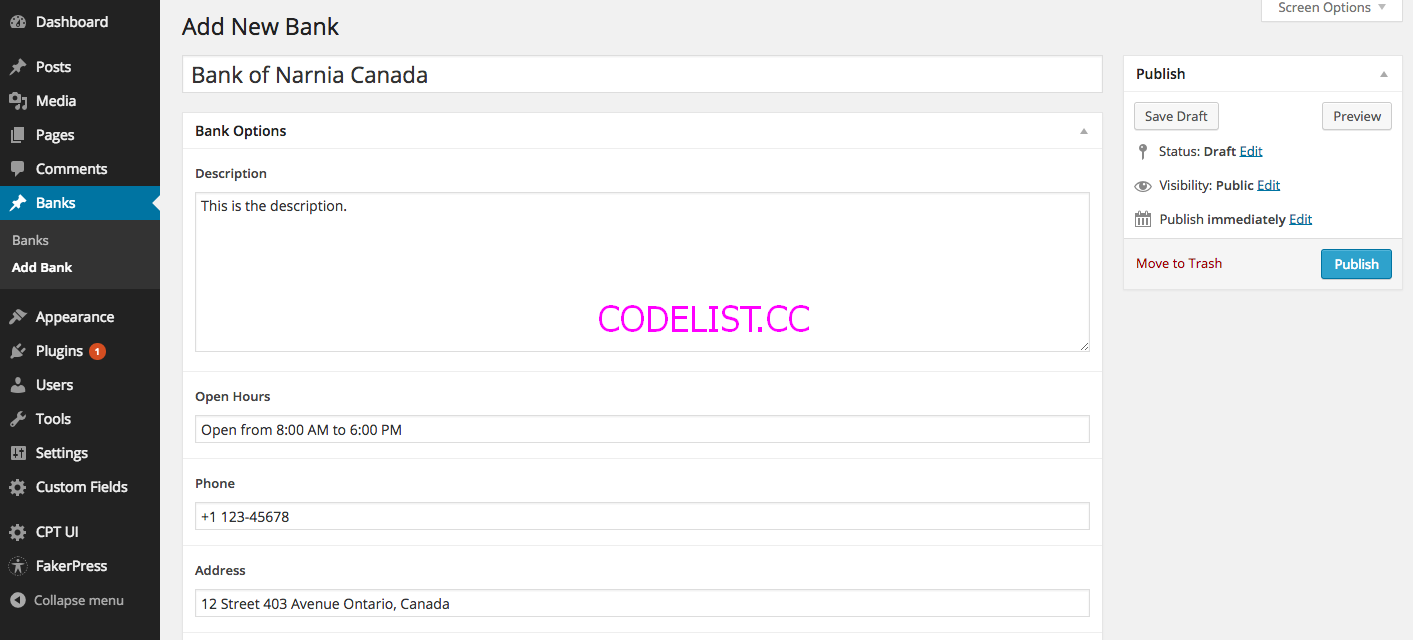 Dashboard
Posts
Media
Pages
Comments
Banks
Banks
Add Bank
Appearance
Plugins 1
Users
Tools
Settings
Custom Fields
CPT UI
FakerPress
Collapse menu
Screen Options
Add New Bank
Bank of Narnia Canada
Bank Options
Description
This is the description.
CODELIST.CC
Open Hours
Open from 8:00 AM to 6:00 PM
Phone
+1 123-45678
Address
12 Street 403 Avenue Ontario, Canada
Publish
Save Draft Preview
Status: Draft Edit
Visibility: Public Edit
Publish immediately Edit
Move to Trash Publish